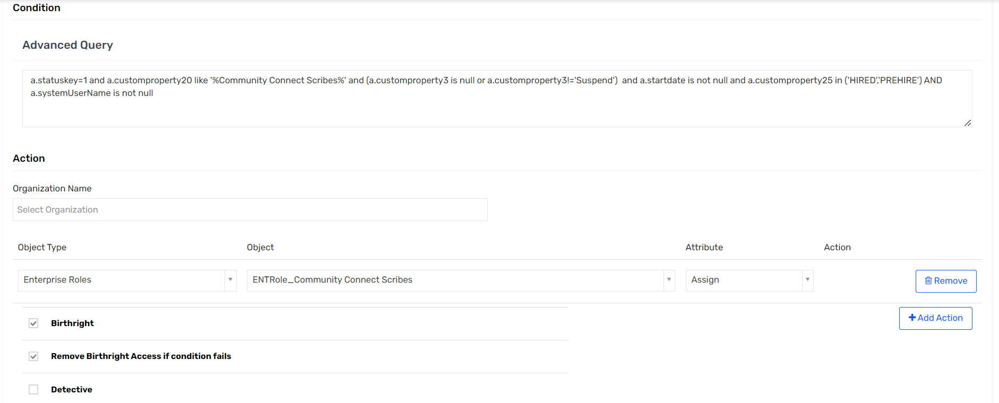 Condition
Advanced Query
a.statuskey=1 and a.customproperty20 like '%Community Connect Scribes%' and (a.customproperty3 is null or a.customproperty3!='Suspend')  and a.startdate is not null and a.customproperty25 in ('HIRED','PREHIRE') AND
a.systemUserName is not null
Action
Organization Name
Select Organization
Object Type Object Attribute Action
Enterprise Roles ENTRole_Community Connect Scribes Assign Remove
Birthright Add Action
Remove Birthright Access if condition fails
Detective